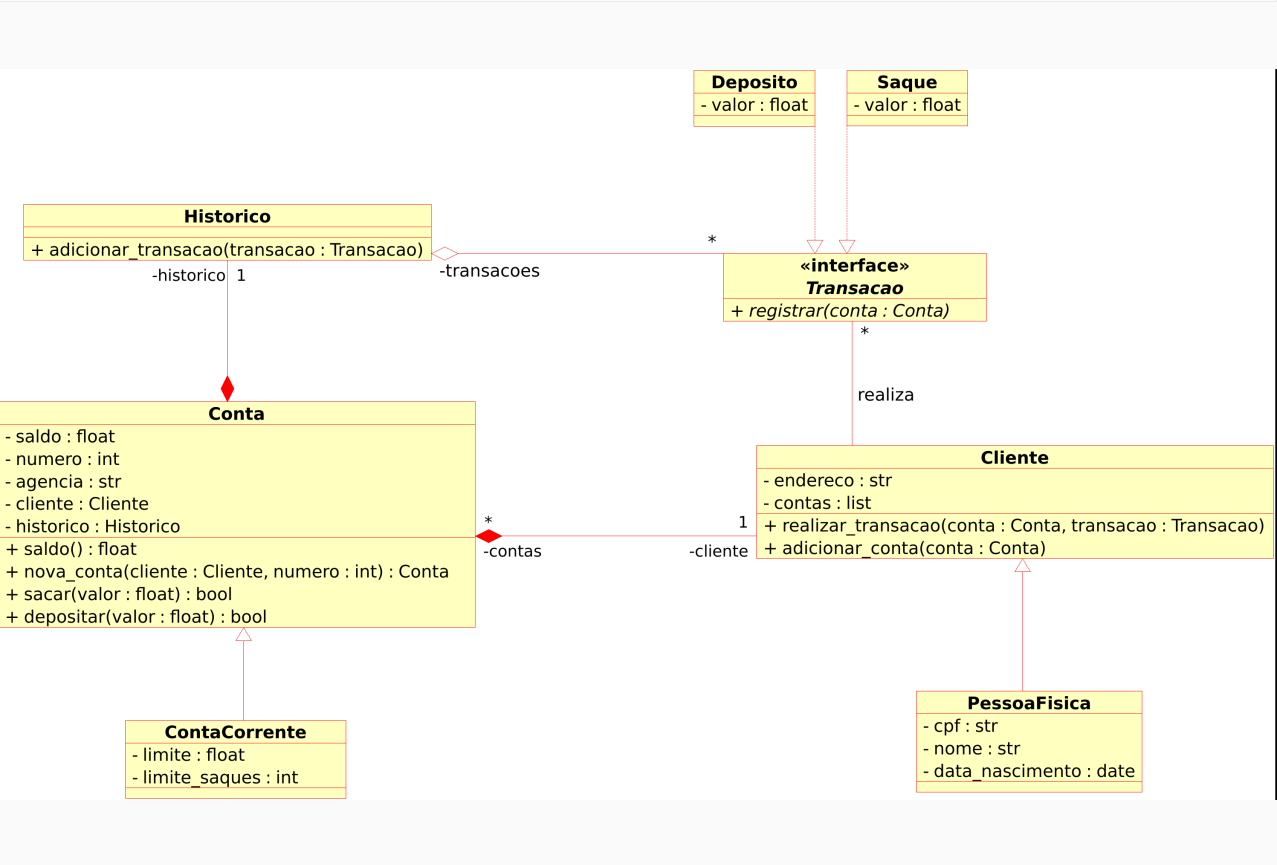 Deposito
- valor : float
Saque
- valor : float
Historico
+ adicionar_transacao(transacao : Transacao)
-historico 1
-transacoes
*
«interface»
Transacao
+ registrar(conta : Conta)
*
realiza
Conta
- saldo : float
- numero : int
- agencia : str
- cliente : Cliente
- historico : Historico
+ saldo() : float
+ nova_conta(cliente : Cliente, numero : int) : Conta
+ sacar(valor : float) : bool
+ depositar(valor : float) : bool
*
-contas
1
-cliente
Cliente
- endereco : str
- contas : list
+ realizar_transacao(conta : Conta, transacao : Transacao)
+ adicionar_conta(conta : Conta)
ContaCorrente
- limite : float
- limite_saques : int
PessoaFisica
- cpf : str
- nome : str
- data_nascimento : date